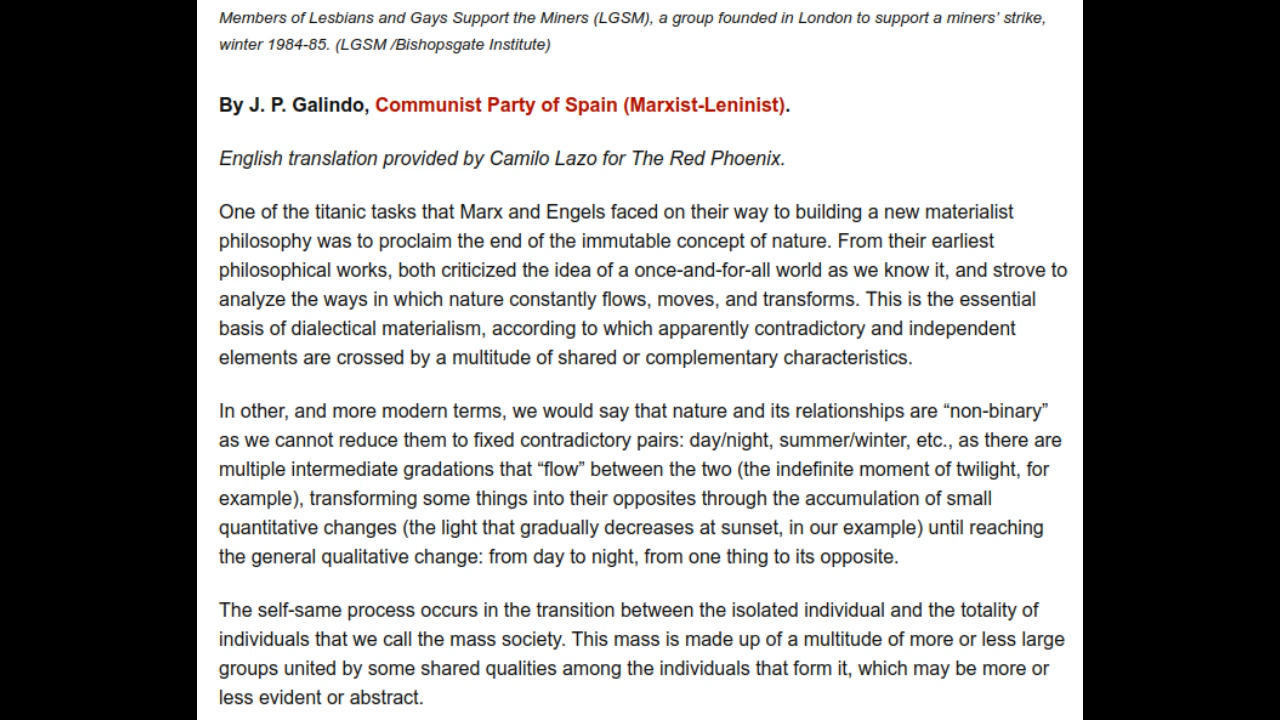 Members of Lesbians and Gays Support the Miners (LGSM), a group founded in London to support a miners’ strike,
winter 1984-85. (LGSM /Bishopsgate Institute)
By J. P. Galindo, Communist Party of Spain (Marxist-Leninist).
English translation provided by Camilo Lazo for The Red Phoenix.
One of the titanic tasks that Marx and Engels faced on their way to building a new materialist
philosophy was to proclaim the end of the immutable concept of nature. From their earliest
philosophical works, both criticized the idea of a once-and-for-all world as we know it, and strove to
analyze the ways in which nature constantly flows, moves, and transforms. This is the essential
basis of dialectical materialism, according to which apparently contradictory and independent
elements are crossed by a multitude of shared or complementary characteristics.
In other, and more modern terms, we would say that nature and its relationships are “non-binary”
as we cannot reduce them to fixed contradictory pairs: day/night, summer/winter, etc., as there are
multiple intermediate gradations that “flow” between the two (the indefinite moment of twilight, for
example), transforming some things into their opposites through the accumulation of small
quantitative changes (the light that gradually decreases at sunset, in our example) until reaching
the general qualitative change: from day to night, from one thing to its opposite.
The self-same process occurs in the transition between the isolated individual and the totality of
individuals that we call the mass society. This mass is made up of a multitude of more or less large
groups united by some shared qualities among the individuals that form it, which may be more or
less evident or abstract.